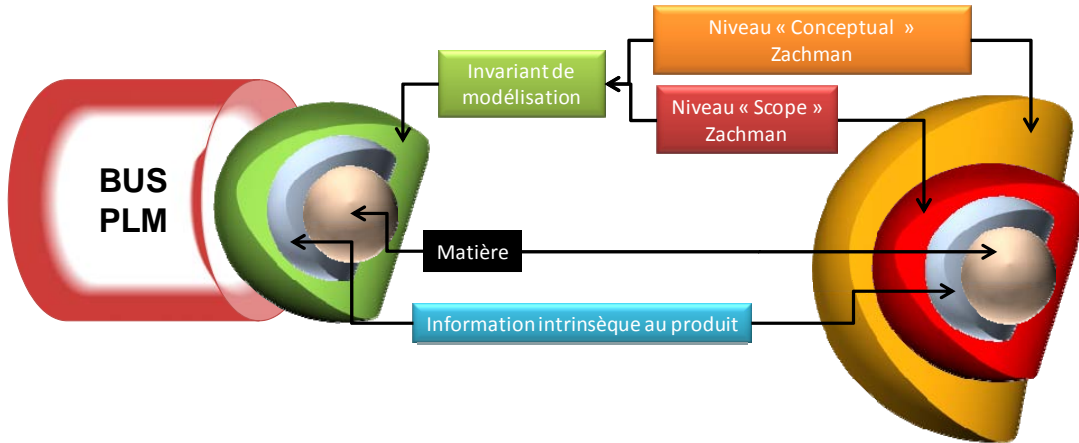 Niveau « Conceptual »
Zachman
Invariant de
modélisation
Niveau « Scope »
Zachman
BUS
PLM
Matière
Information intrinsèque au produit